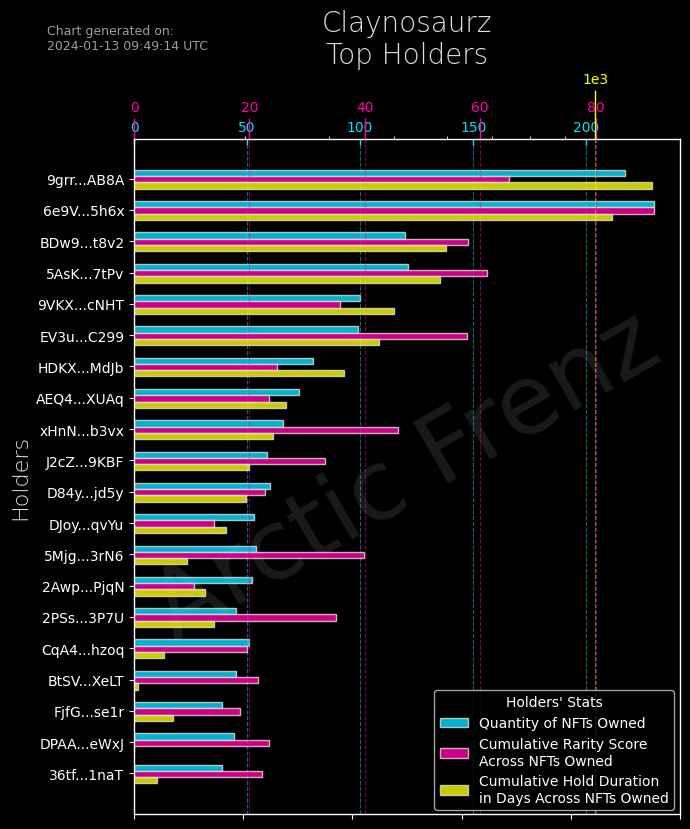 Claynosaurz
Top Holders
Chart generated on:
2024-01-13 09:49:14 UTC
1e3
0 20 40 60 80
0 50 100 150 200
9grr...AB8A
6e9V...5h6x
BDw9...t8v2
5AsK...7tPv
9VKX...cNHT
EV3u...C299
HDKX...MdJb
AEQ4...XUAq
xHnN...b3vx
J2cZ...9KBF
D84y...jd5y
DJoy...qvYu
5Mjg...3rN6
2Awp...PjqN
2PSs...3P7U
CqA4...hzoq
BtSV...XeLT
FjfG...se1r
DPAA...eWxJ
36tf...1naT
Holders
Arctic Frenz
Holders' Stats
Quantity of NFTs Owned
Cumulative Rarity Score
Across NFTs Owned
Cumulative Hold Duration
in Days Across NFTs Owned